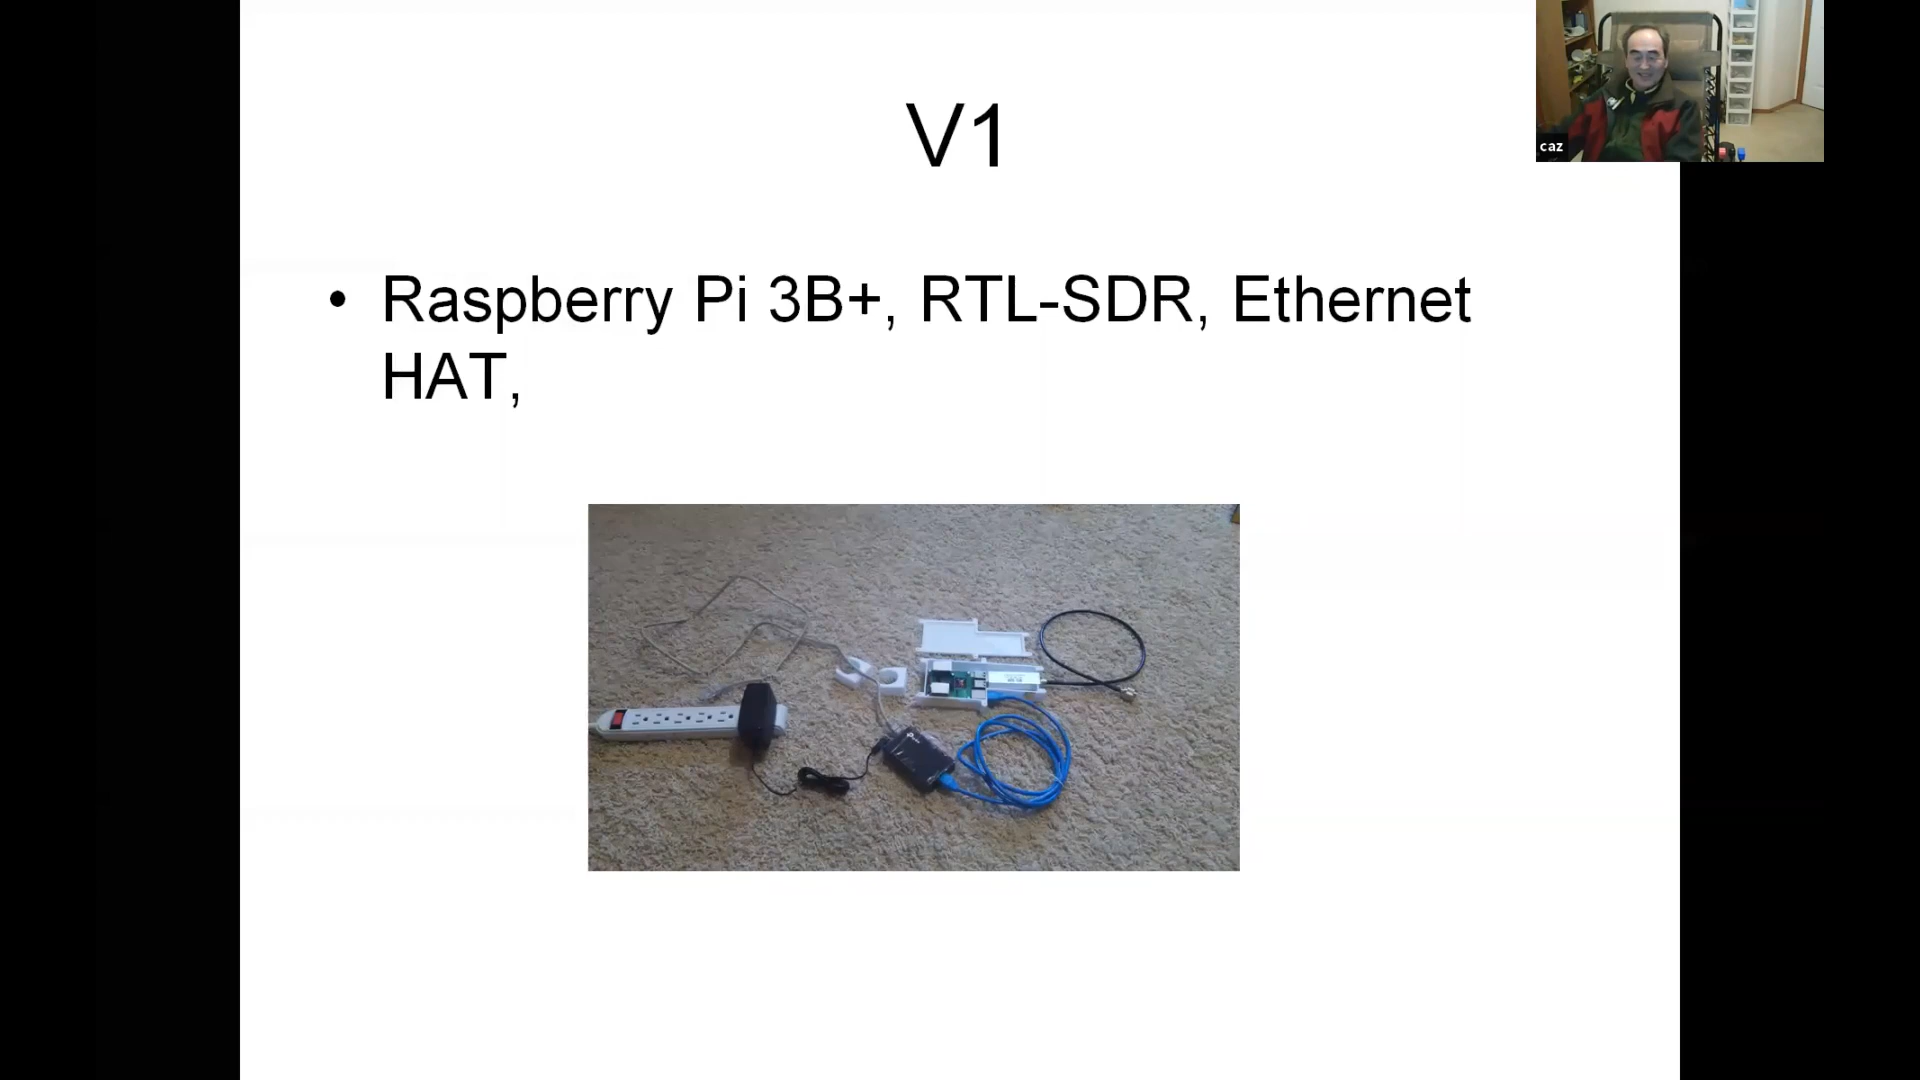 V1
• Raspberry Pi 3B+, RTL-SDR, Ethernet
HAT,
caz